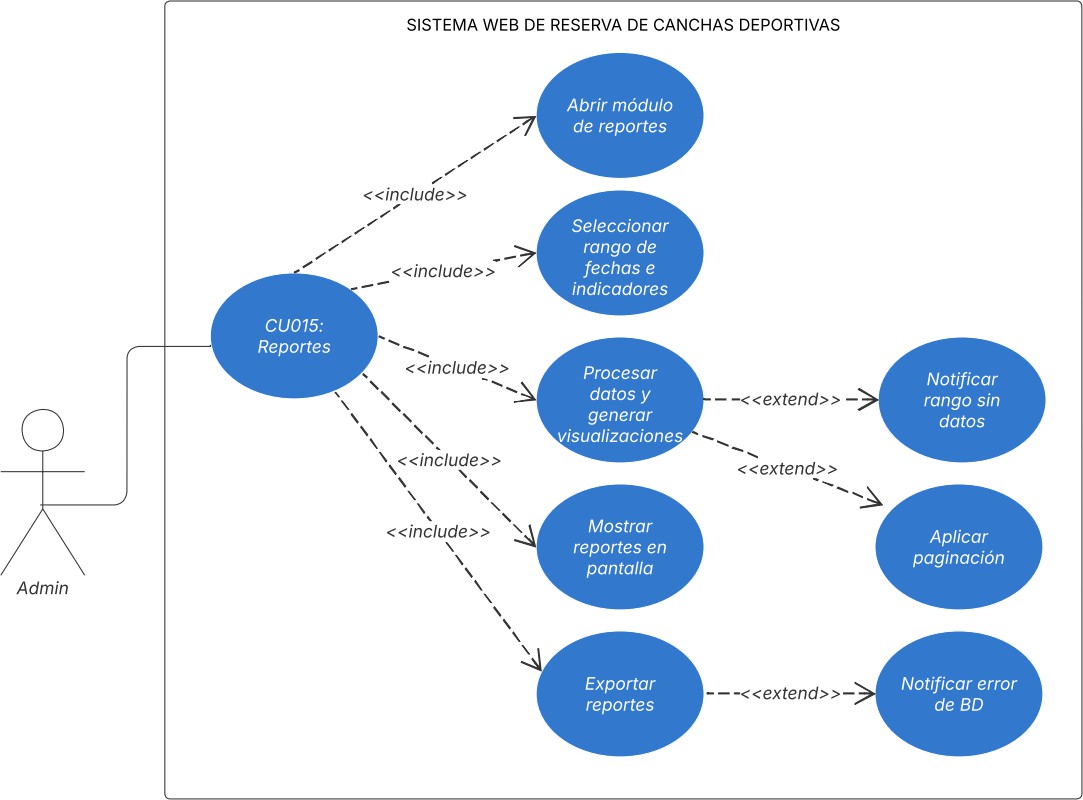 SISTEMA WEB DE RESERVA DE CANCHAS DEPORTIVAS
Abrir módulo
de reportes
<<include>>
Seleccionar
rango de
fechas e
indicadores
<<include>>
CU015:
Reportes
<<include>>
Procesar
datos y
generar
visualizaciones
<<extend>>
Notificar
rango sin
datos
<<include>>
<<extend>>
Mostrar
reportes en
pantalla
Aplicar
paginación
<<include>>
Admin
Exportar
reportes
<<extend>>
Notificar error
de BD